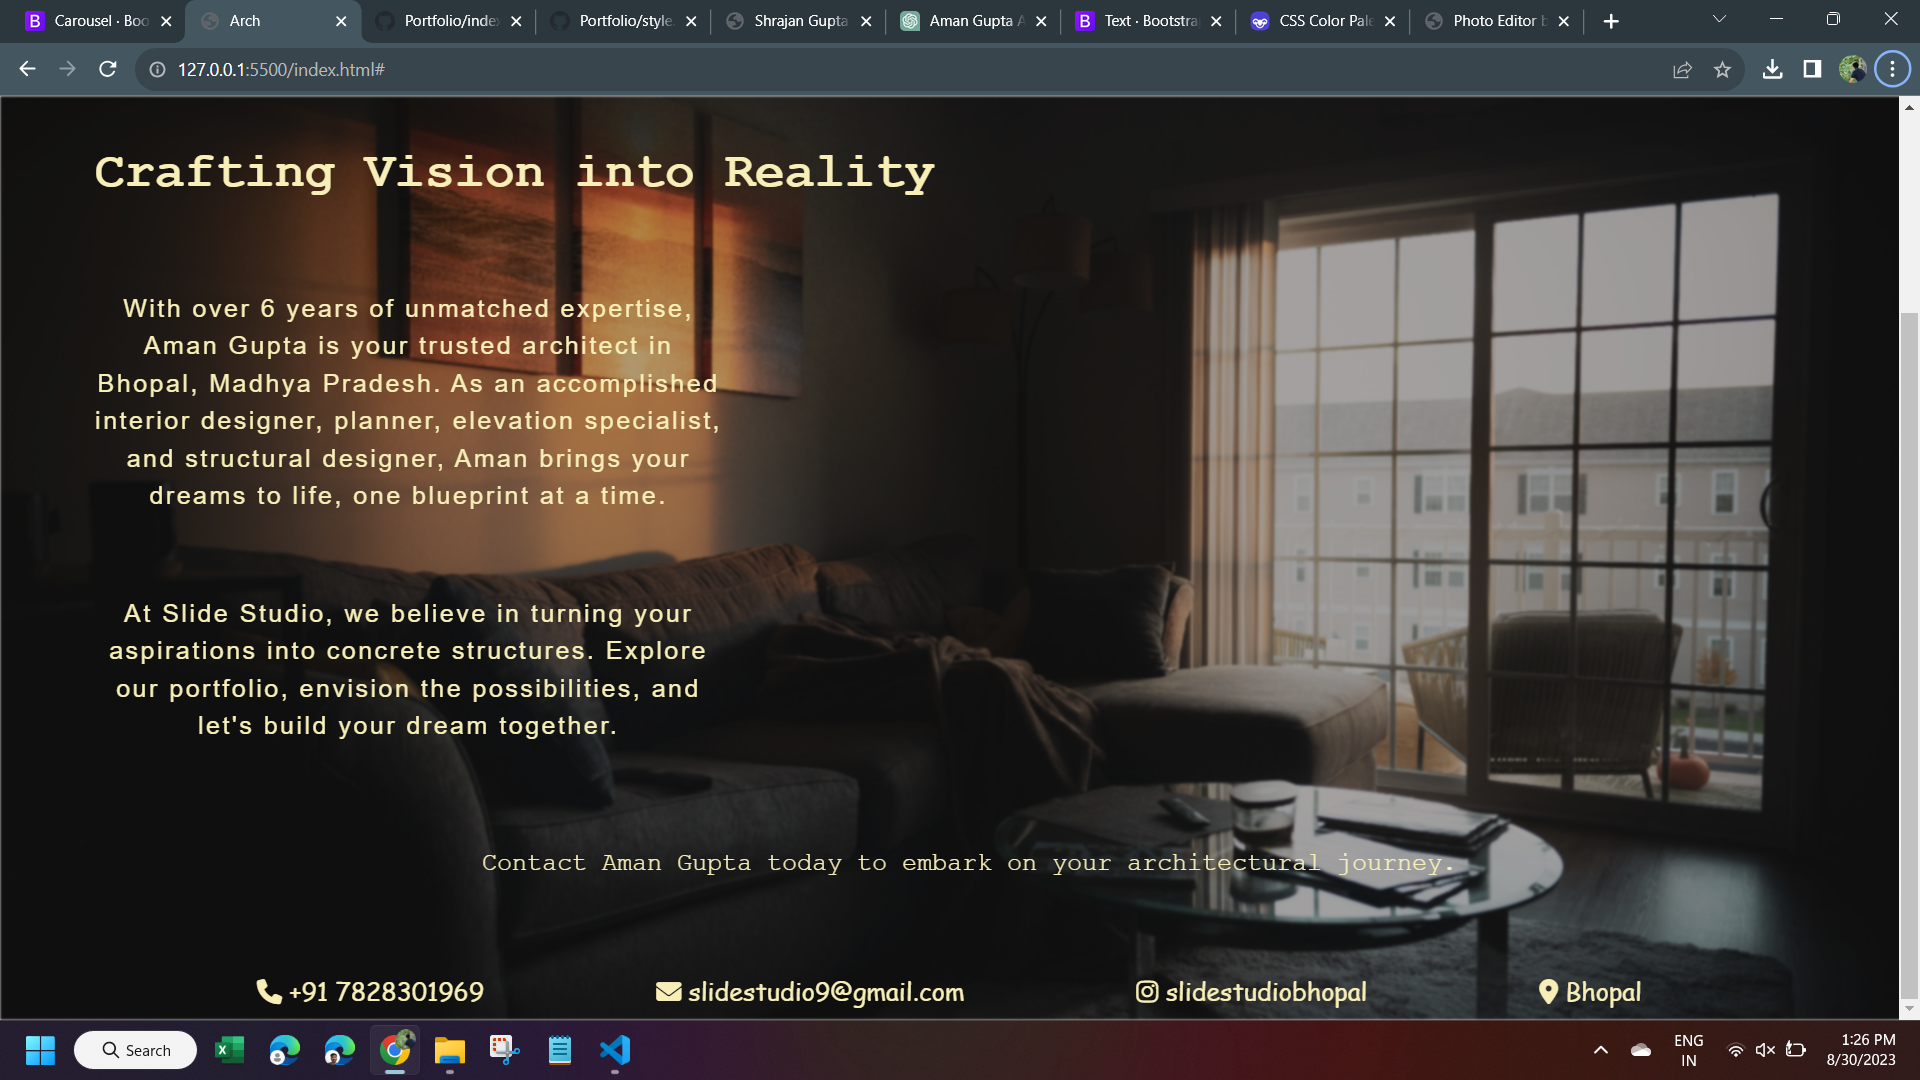 Carousel · Boo
Arch
Portfolio/index
Portfolio/style.
Shrajan Gupta
Aman Gupta A
Text · Bootstra
CSS Color Pale
Photo Editor b
127.0.0.1:5500/index.html#
Crafting Vision into Reality
With over 6 years of unmatched expertise,
Aman Gupta is your trusted architect in
Bhopal, Madhya Pradesh. As an accomplished
interior designer, planner, elevation specialist,
and structural designer, Aman brings your
dreams to life, one blueprint at a time.
At Slide Studio, we believe in turning your
aspirations into concrete structures. Explore
our portfolio, envision the possibilities, and
let's build your dream together.
Contact Aman Gupta today to embark on your architectural journey.
+91 7828301969
slidestudio9@gmail.com
slidestudiobhopal
Bhopal
Search
ENG
IN
1:26 PM
8/30/2023